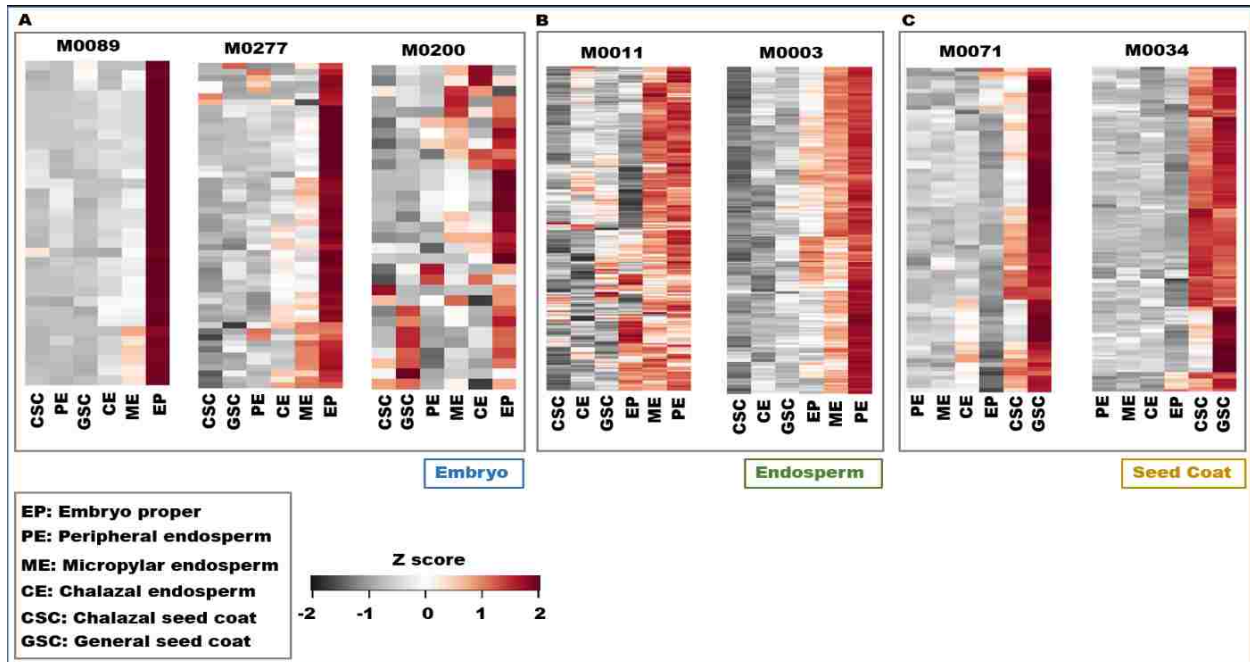 A
B
C
M0089
M0277
M0200
M0011
M0003
M0071
M0034
CSC PE GSC CE ME EP
CSC GSC PE CE ME EP
CSC GSC PE ME CE EP
CSC CE GSC EP ME PE
CSC CE GSC EP ME PE
PE ME CE EP CSC GSC
PE ME CE EP CSC GSC
Embryo
Endosperm
Seed Coat
EP: Embryo proper
PE: Peripheral endosperm
ME: Micropylar endosperm
CE: Chalazal endosperm
CSC: Chalazal seed coat
GSC: General seed coat
Z score
-2 -1 0 1 2